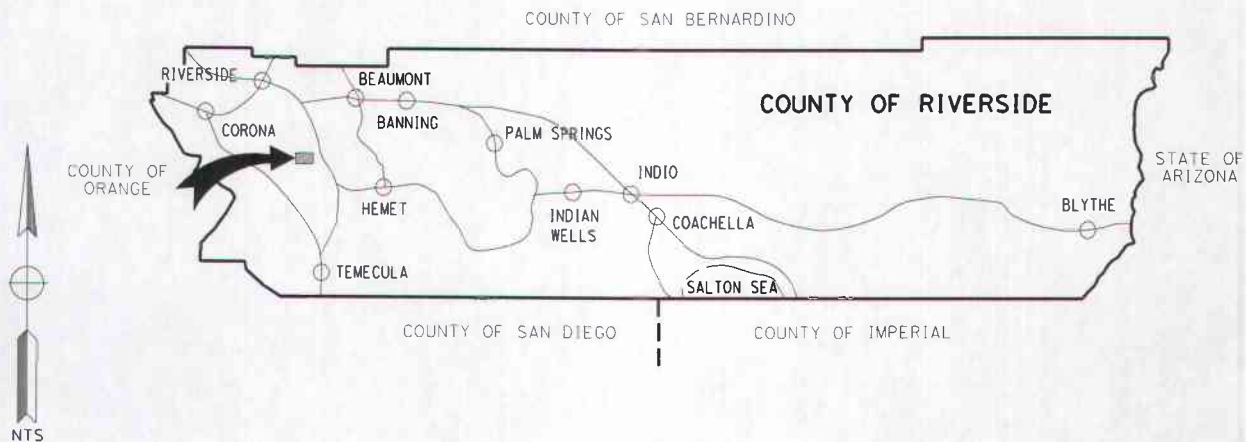 COUNTY OF SAN BERNARDINO
RIVERSIDE
BEAUMONT
COUNTY OF RIVERSIDE
BANNING
CORONA
PALM SPRINGS
COUNTY OF
ORANGE
STATE OF
ARIZONA
INDIO
HEMET
INDIAN
WELLS
COACHELLA
BLYTHE
TEMECULA
SALTON SEA
COUNTY OF SAN DIEGO
COUNTY OF IMPERIAL
NTS